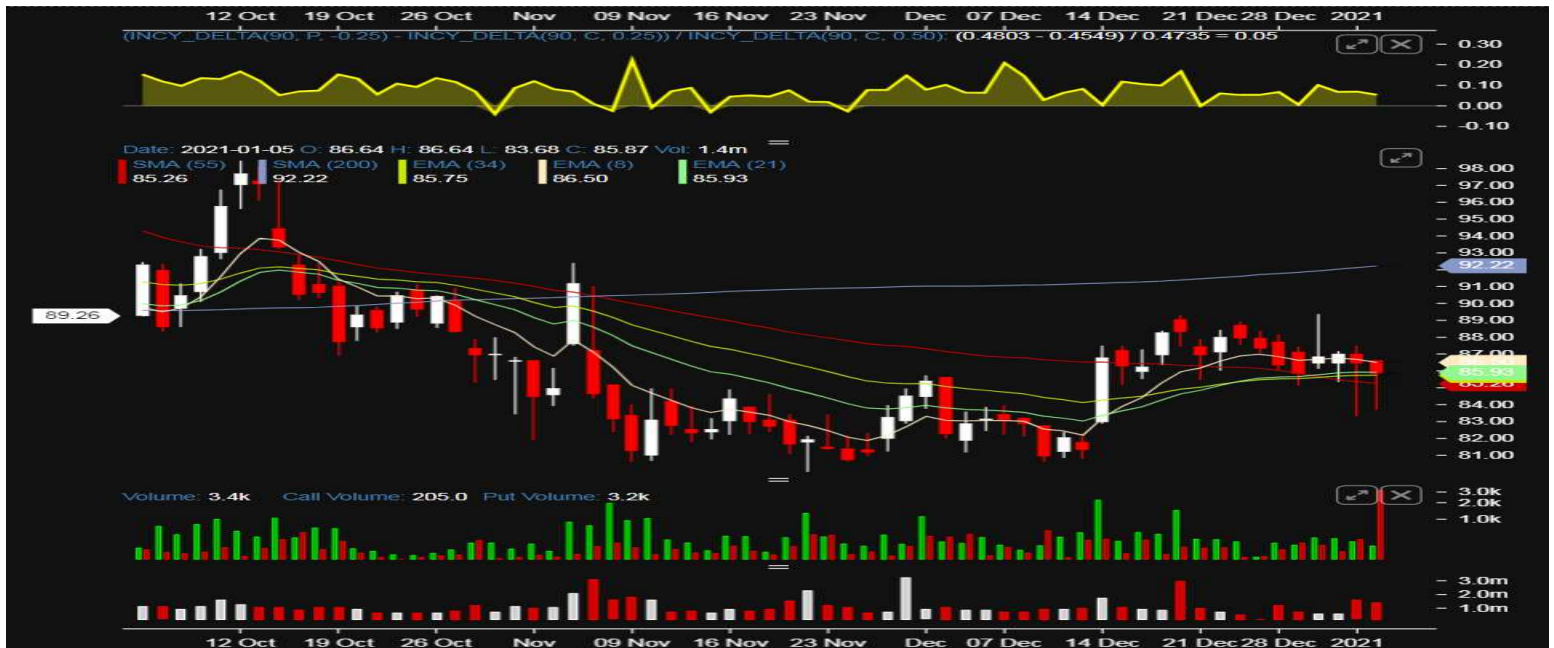 12 Oct 19 Oct 26 Oct Nov 09 Nov 16 Nov 23 Nov Dec 07 Dec 14 Dec 21 Dec 28 Dec 2021
(INCY_DELTA(90, P, -0.25) - INCY_DELTA(90, C, 0.25)) / INCY_DELTA(90, C, 0.50): (0.4803 - 0.4549) / 0.4735 = 0.05
0.30
0.20
0.10
0.00
-0.10
Date: 2021-01-05 O: 86.64 H: 86.64 L: 83.68 C: 85.87 Vol: 1.4m
SMA (55) SMA (200) EMA (34) EMA (8) EMA (21)
85.26 92.22 85.75 86.50 85.93
98.00
97.00
96.00
95.00
94.00
93.00
92.22
91.00
90.00
89.26
89.00
88.00
87.00
85.93
84.00
83.00
82.00
81.00
Volume: 3.4k Call Volume: 205.0 Put Volume: 3.2k
3.0k
2.0k
1.0k
3.0m
2.0m
1.0m
12 Oct 19 Oct 26 Oct Nov 09 Nov 16 Nov 23 Nov Dec 07 Dec 14 Dec 21 Dec 28 Dec 2021